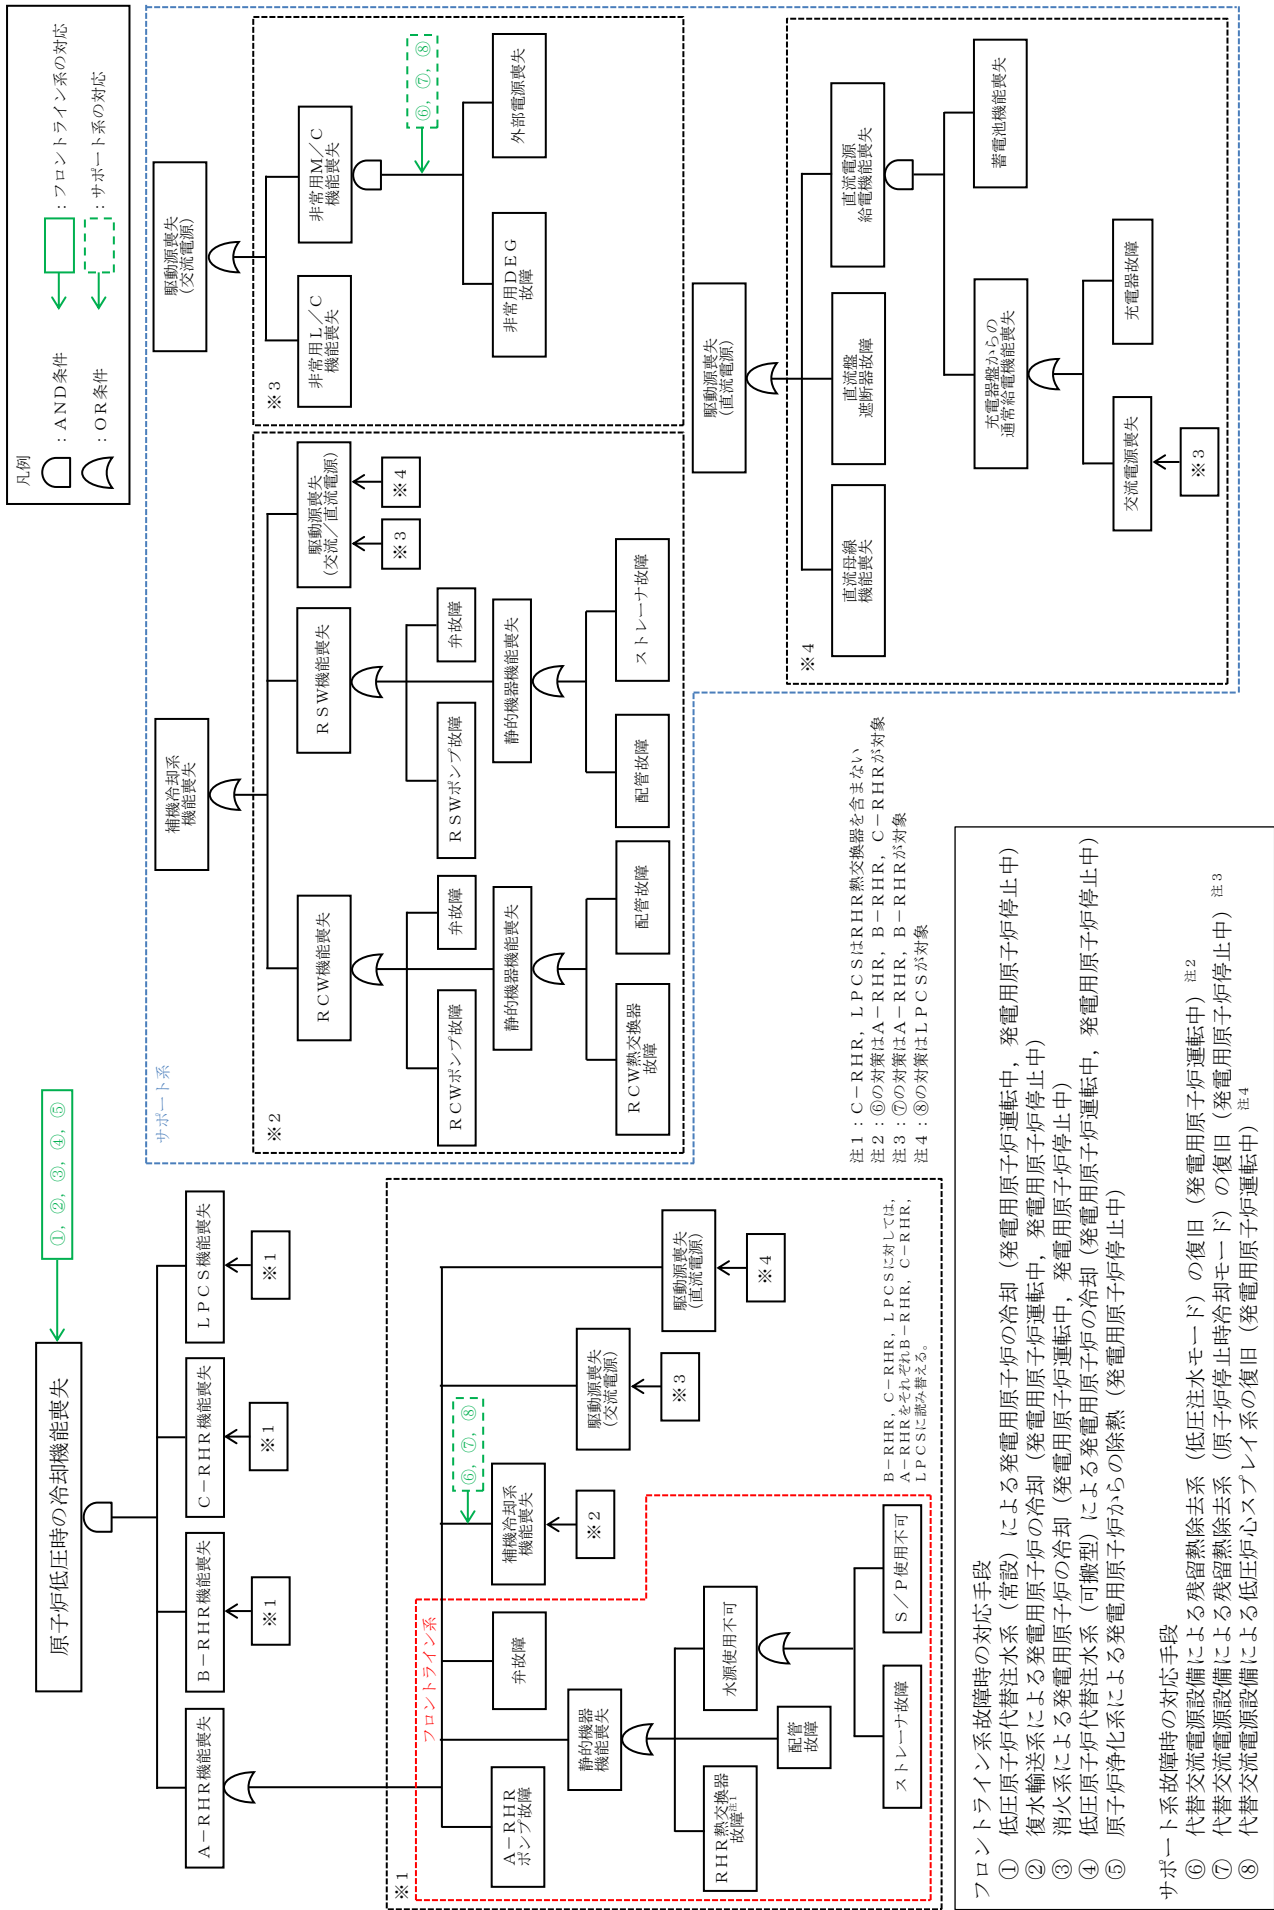 凡例
：AND条件
：OR条件
：フロントライン系の対応
：サポート系の対応
原子炉低圧時の冷却機能喪失
①，②，③，④，⑤
A－RHR機能喪失
B－RHR機能喪失
C－RHR機能喪失
LPCS機能喪失
※1
※1
※1
※1
フロントライン系
A－RHR
ポンプ故障
弁故障
静的機器
機能喪失
RHR熱交換器
故障注1
配管
故障
水源使用不可
ストレーナ故障
S／P使用不可
補機冷却系
機能喪失
※2
⑥，⑦，⑧
駆動源喪失
(交流電源)
※3
駆動源喪失
(直流電源)
※4
B－RHR，C－RHR，LPCSに対しては，
A－RHRをそれぞれB－RHR，C－RHR，
LPCSに読み替える。
サポート系
補機冷却系
機能喪失
※2
RCW機能喪失
RCWポンプ故障
弁故障
静的機器機能喪失
RCW熱交換器
故障
配管故障
RSW機能喪失
RSWポンプ故障
弁故障
静的機器機能喪失
配管故障
ストレーナ故障
駆動源喪失
(交流／直流電源)
※3
※4
駆動源喪失
(交流電源)
※3
非常用L／C
機能喪失
非常用M／C
機能喪失
⑥，⑦，⑧
非常用DEG
故障
外部電源喪失
駆動源喪失
(直流電源)
※4
直流母線
機能喪失
直流盤
遮断器故障
直流電源
給電機能喪失
充電器盤からの
通常給電機能喪失
蓄電池機能喪失
交流電源喪失
※3
充電器故障
注1：C－RHR，LPCSはRHR熱交換器を含まない
注2：⑥の対策はA－RHR，B－RHR，C－RHRが対象
注3：⑦の対策はA－RHR，B－RHRが対象
注4：⑧の対策はLPCSが対象
フロントライン系故障時の対応手段
① 低圧原子炉代替注水系（常設）による発電用原子炉の冷却（発電用原子炉運転中，発電用原子炉停止中）
② 復水輸送系による発電用原子炉の冷却（発電用原子炉運転中，発電用原子炉停止中）
③ 消火系による発電用原子炉の冷却（発電用原子炉運転中，発電用原子炉停止中）
④ 低圧原子炉代替注水系（可搬型）による発電用原子炉の冷却（発電用原子炉運転中，発電用原子炉停止中）
⑤ 原子炉浄化系による発電用原子炉からの除熱（発電用原子炉停止中）
サポート系故障時の対応手段
⑥ 代替交流電源設備による残留熱除去系（低圧注水モード）の復旧（発電用原子炉運転中）注2
⑦ 代替交流電源設備による残留熱除去系（原子炉停止時冷却モード）の復旧（発電用原子炉停止中）注3
⑧ 代替交流電源設備による低圧炉心スプレイ系の復旧（発電用原子炉運転中）注4